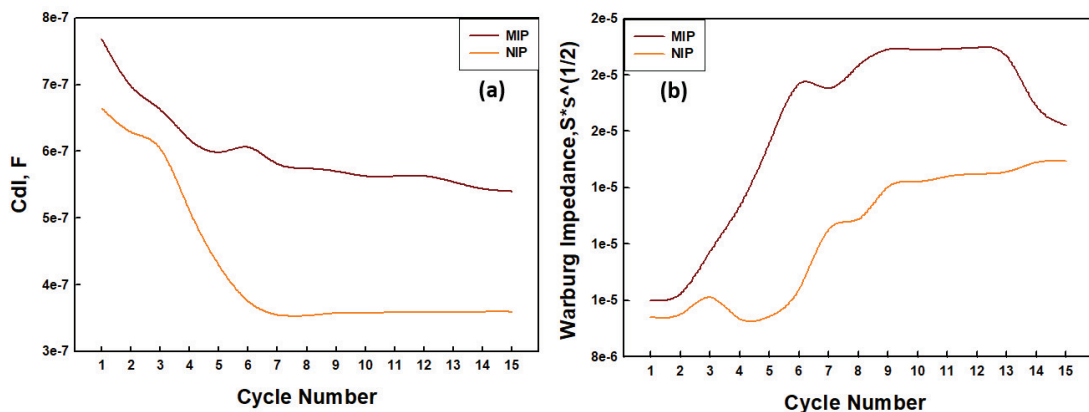 8e-7
7e-7
6e-7
5e-7
4e-7
3e-7
Cdl, F
MIP
NIP
(a)
1 2 3 4 5 6 7 8 9 10 11 12 13 14 15
Cycle Number
2e-5
2e-5
2e-5
1e-5
1e-5
1e-5
8e-6
Warburg Impedance,S*s^(1/2)
MIP
NIP
(b)
1 2 3 4 5 6 7 8 9 10 11 12 13 14 15
Cycle Number